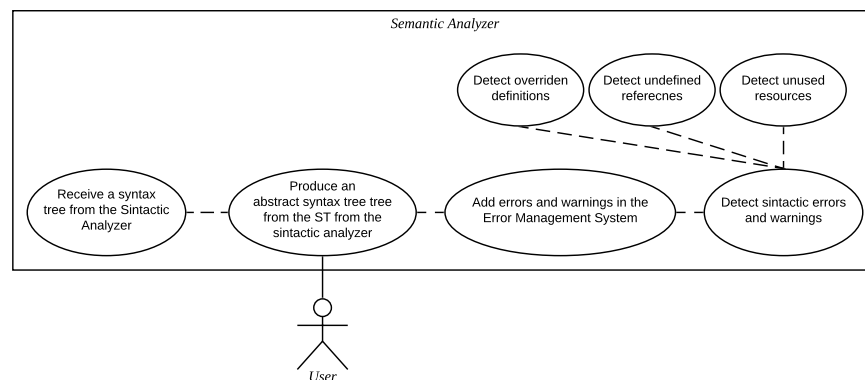 Semantic Analyzer
Detect overriden
definitions
Detect undefined
referecnes
Detect unused
resources
Receive a syntax
tree from the Sintactic
Analyzer
Produce an
abstract syntax tree tree
from the ST from the
sintactic analyzer
Add errors and warnings in the
Error Management System
Detect sintactic errors
and warnings
User